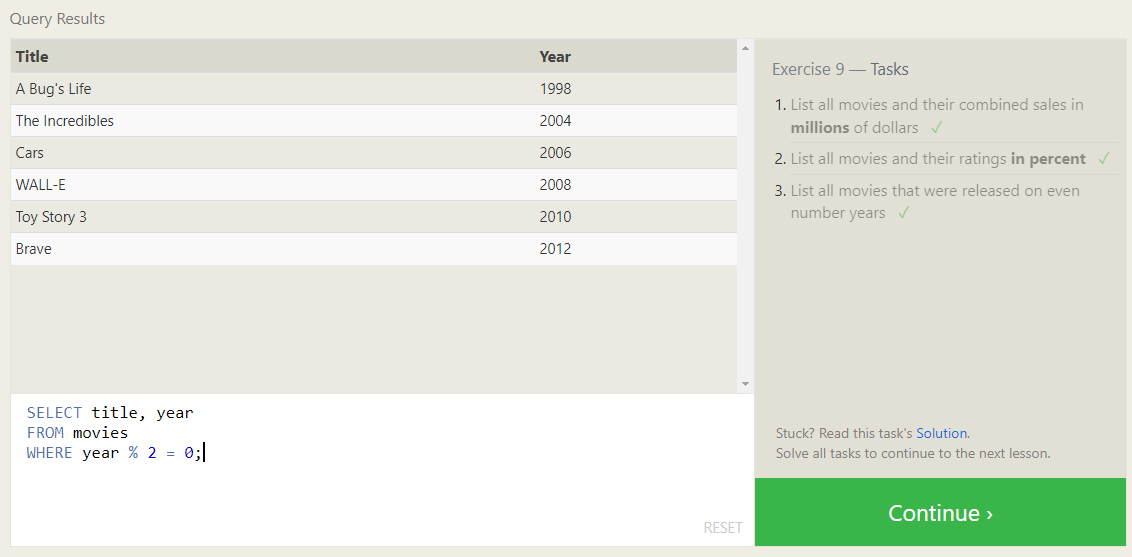 Query Results
Title Year
A Bug's Life 1998
The Incredibles 2004
Cars 2006
WALL-E 2008
Toy Story 3 2010
Brave 2012
SELECT title, year
FROM movies
WHERE year % 2 = 0;
RESET
Exercise 9 — Tasks
1. List all movies and their combined sales in
millions of dollars ✓
2. List all movies and their ratings in percent ✓
3. List all movies that were released on even
number years ✓
Stuck? Read this task's Solution.
Solve all tasks to continue to the next lesson.
Continue ›